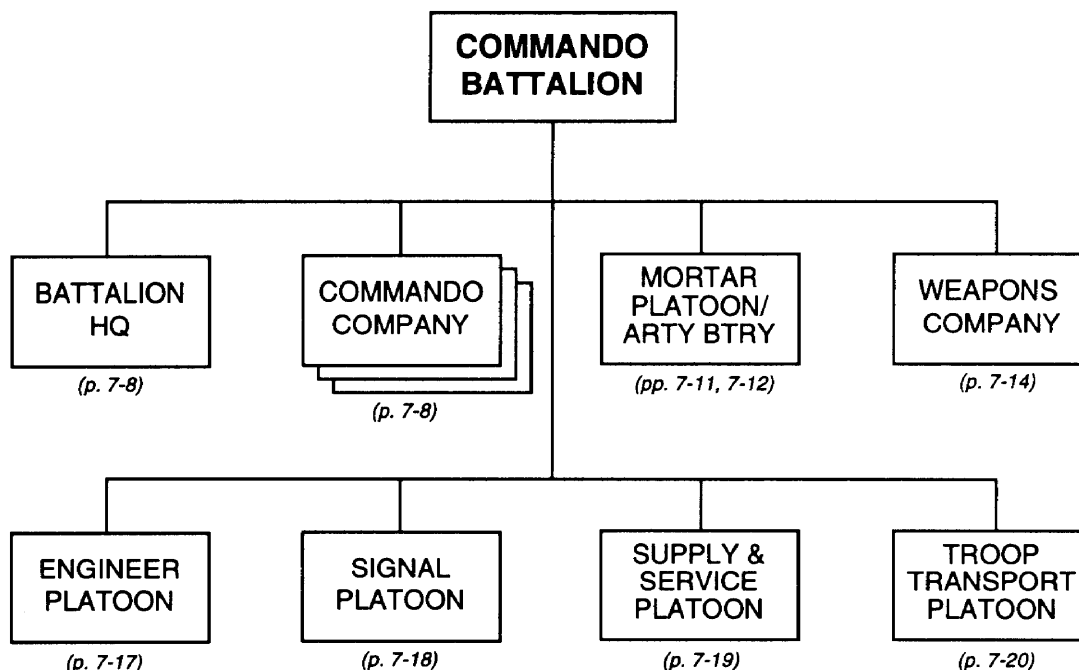 COMMANDO
BATTALION
BATTALION
HQ
(p. 7-8)
COMMANDO
COMPANY
(p. 7-8)
MORTAR
PLATOON/
ARTY BTRY
(pp. 7-11, 7-12)
WEAPONS
COMPANY
(p. 7-14)
ENGINEER
PLATOON
(p. 7-17)
SIGNAL
PLATOON
(p. 7-18)
SUPPLY &
SERVICE
PLATOON
(p. 7-19)
TROOP
TRANSPORT
PLATOON
(p. 7-20)